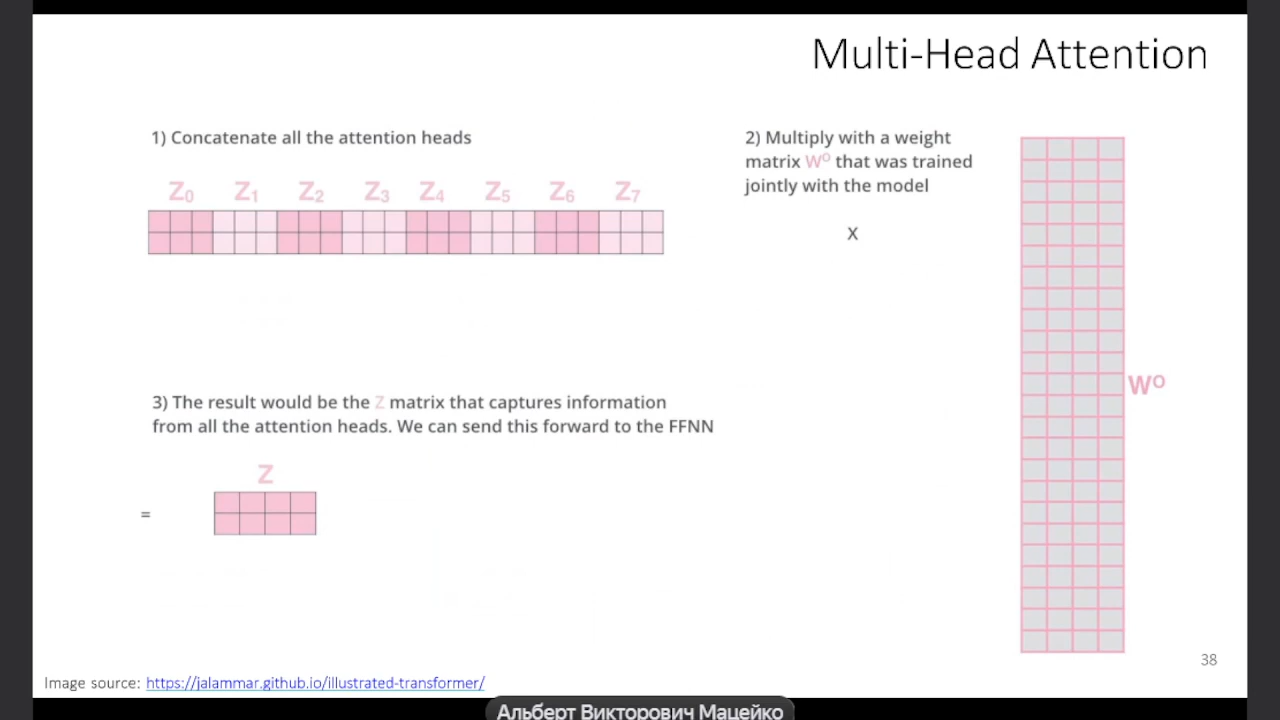 Multi-Head Attention
1) Concatenate all the attention heads
Z0 Z1 Z2 Z3 Z4 Z5 Z6 Z7
2) Multiply with a weight
matrix Wᴼ that was trained
jointly with the model
X
Wᴼ
3) The result would be the Z matrix that captures information
from all the attention heads. We can send this forward to the FFNN
Z
=
38
Image source: https://jalammar.github.io/illustrated-transformer/
Альберт Викторович Мацейко